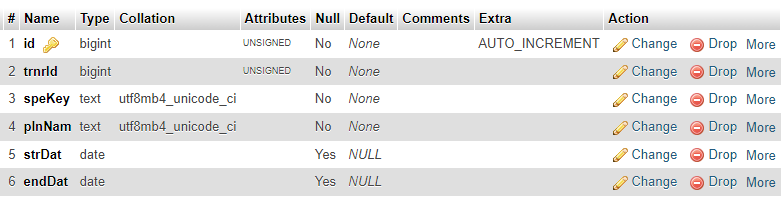 # Name Type Collation Attributes Null Default Comments Extra Action
1 id bigint UNSIGNED No None AUTO_INCREMENT Change Drop More
2 trnrId bigint UNSIGNED No None Change Drop More
3 speKey text utf8mb4_unicode_ci No None Change Drop More
4 plnNam text utf8mb4_unicode_ci No None Change Drop More
5 strDat date Yes NULL Change Drop More
6 endDat date Yes NULL Change Drop More